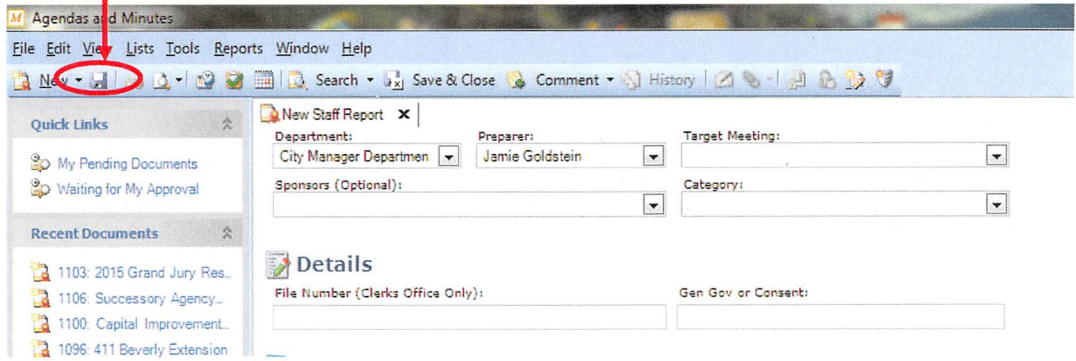 Agendas and Minutes
File Edit View Lists Tools Reports Window Help
New Search Save & Close Comment History
Quick Links
My Pending Documents
Waiting for My Approval
Recent Documents
1103: 2015 Grand Jury Res...
1106: Successory Agency...
1100: Capital Improvement...
1096: 411 Beverly Extension
New Staff Report X
Department: Preparer: Target Meeting:
City Manager Departmen Jamie Goldstein
Sponsors (Optional): Category:
Details
File Number (Clerks Office Only): Gen Gov or Consent: